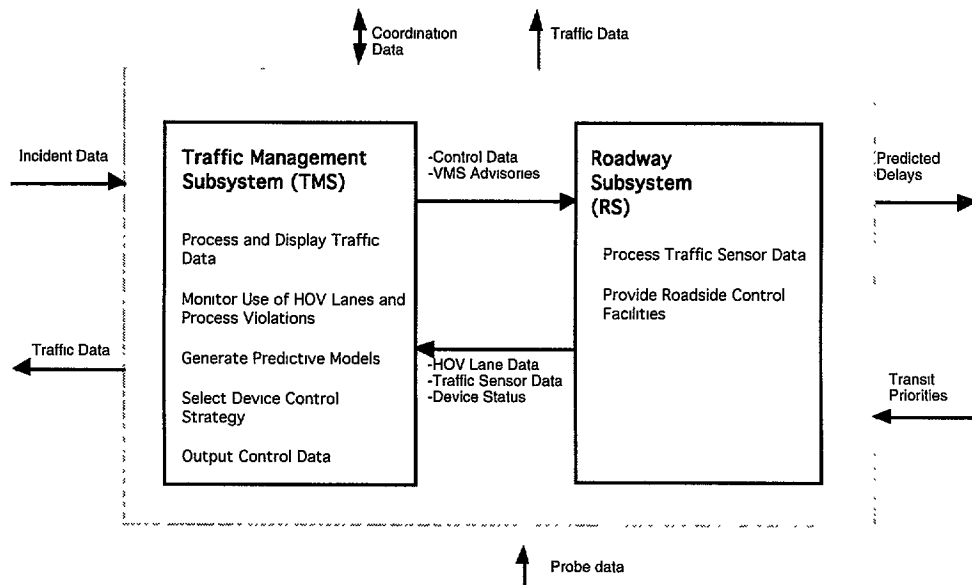 Coordination
Data
Traffic Data
Incident Data
Traffic Management
Subsystem (TMS)
-Control Data
-VMS Advisories
Roadway
Subsystem
(RS)
Predicted
Delays
Process and Display Traffic
Data
Monitor Use of HOV Lanes and
Process Violations
Generate Predictive Models
Select Device Control
Strategy
Output Control Data
Process Traffic Sensor Data
Provide Roadside Control
Facilities
Traffic Data
-HOV Lane Data
-Traffic Sensor Data
-Device Status
Transit
Priorities
Probe data